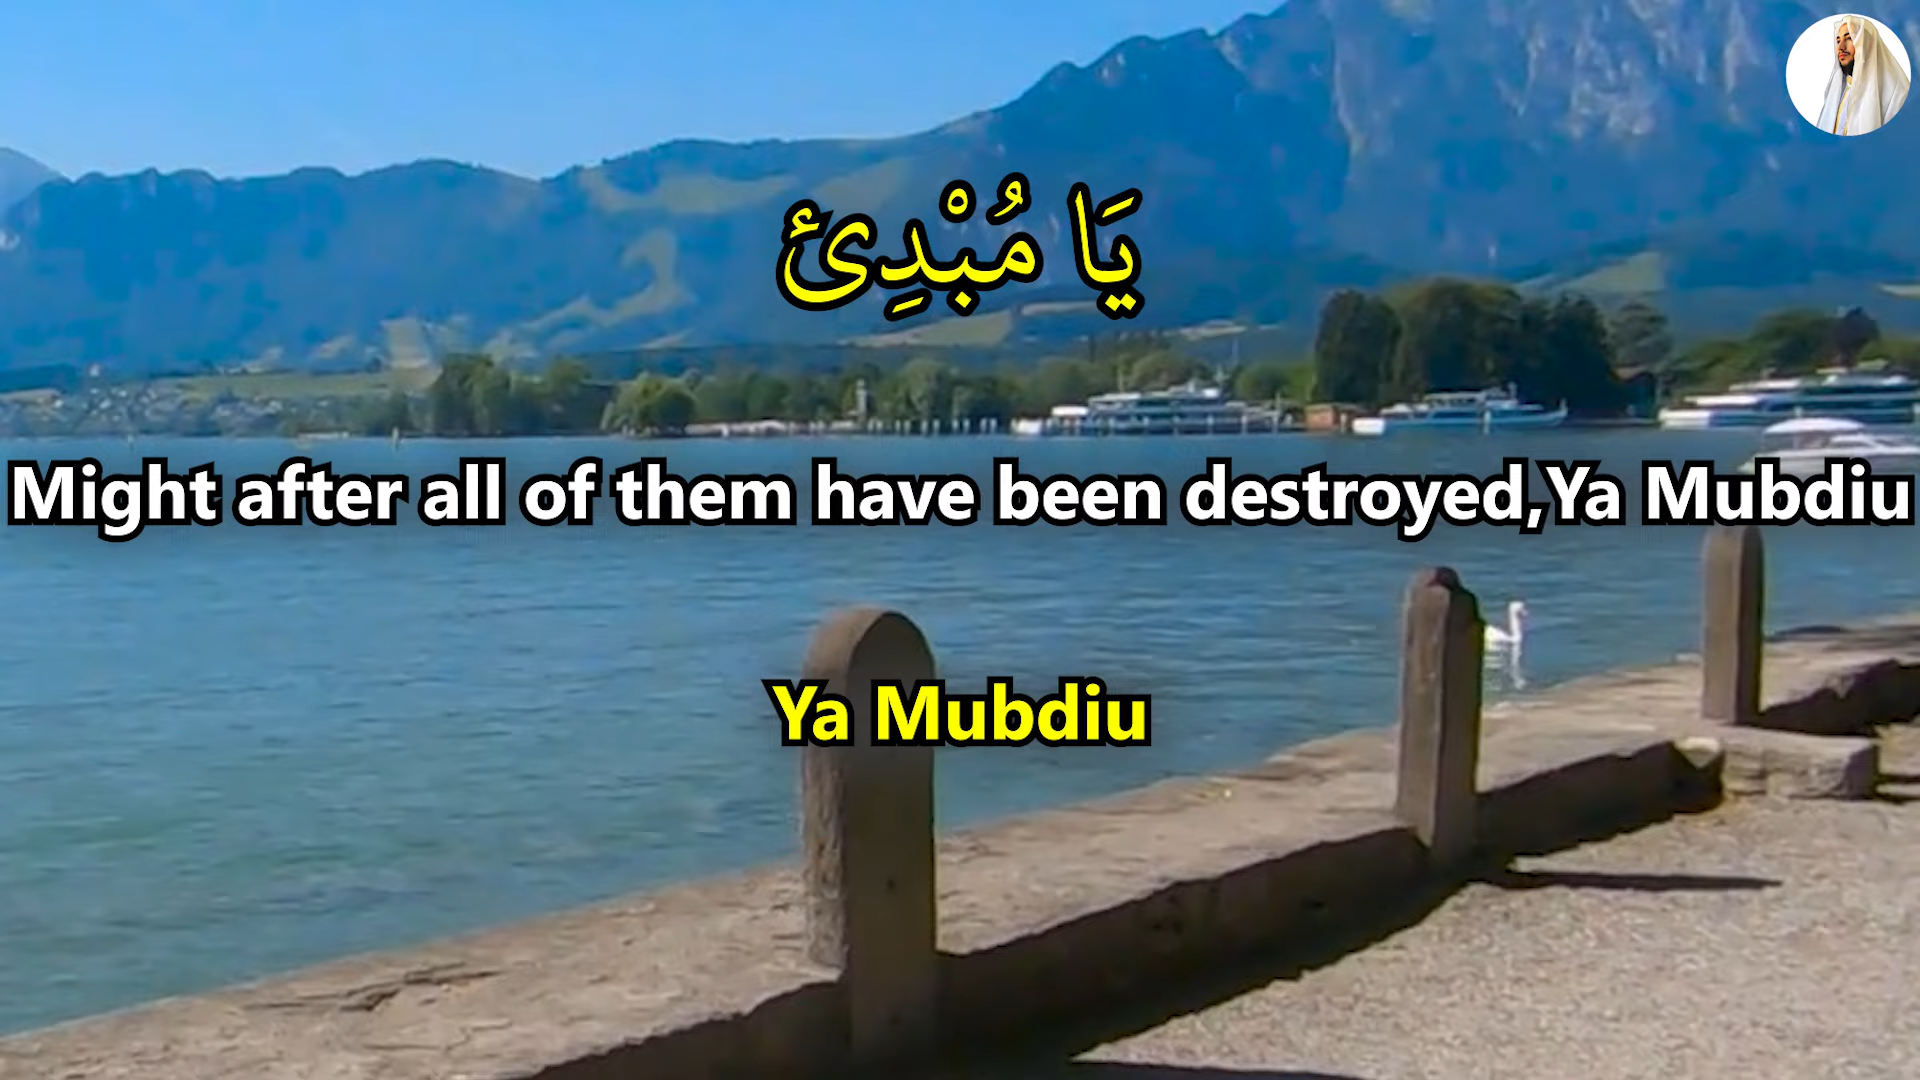 يَا مُبْدِئ
Might after all of them have been destroyed,Ya Mubdiu
Ya Mubdiu